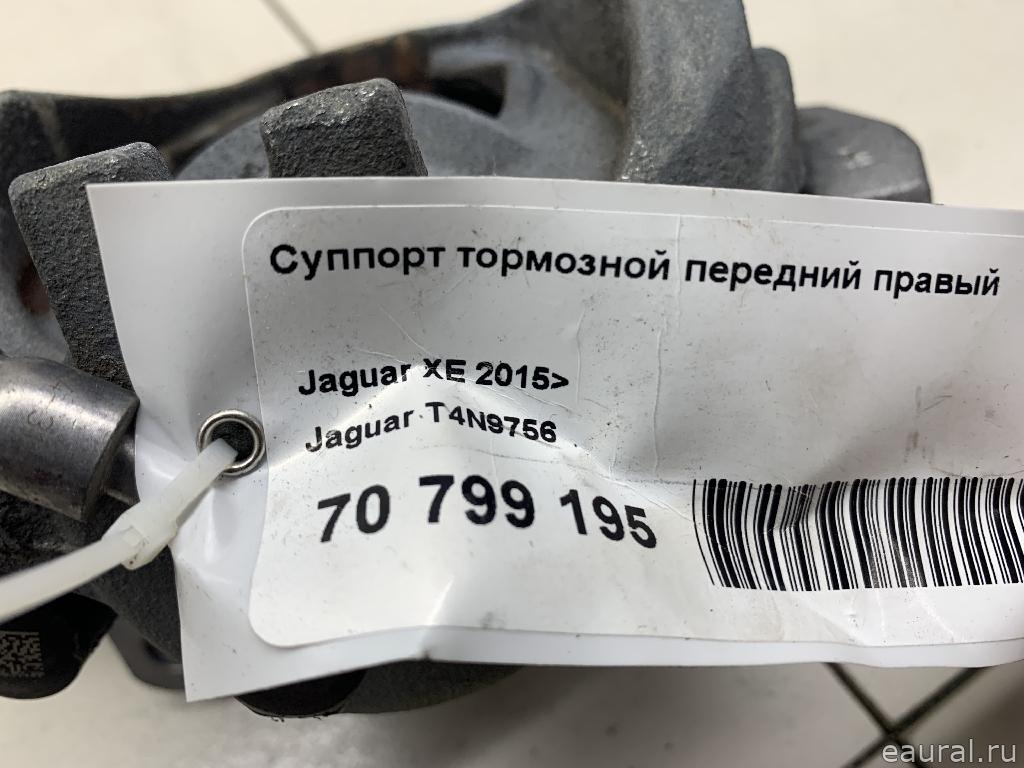 Суппорт тормозной передний правый
Jaguar XE 2015>
Jaguar T4N9756
70 799 195
eaural.ru